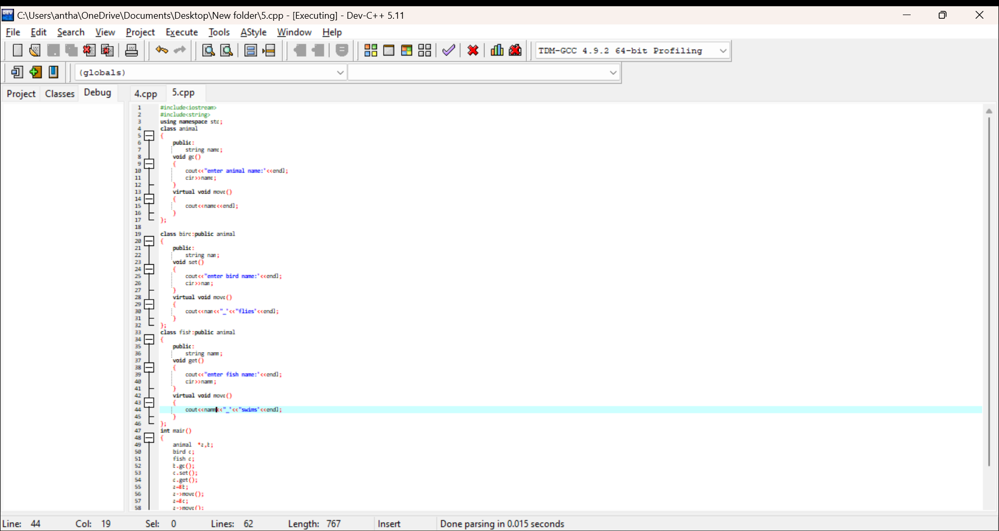 C:\Users\antha\OneDrive\Documents\Desktop\New folder\5.cpp - [Executing] - Dev-C++ 5.11
File Edit Search View Project Execute Tools AStyle Window Help
TDM-GCC 4.9.2 64-bit Profiling
(globals)
Project Classes Debug 4.cpp 5.cpp
1 #include<iostream>
2 #include<string>
3 using namespace std;
4 class animal
5 {
6 public:
7 string name;
8 void go()
9 {
10 cout<<"enter animal name:"<<endl;
11 cin>>name;
12 }
13 virtual void move()
14 {
15 cout<<name<<endl;
16 }
17 };
18
19 class bird:public animal
20 {
21 public:
22 string nam;
23 void set()
24 {
25 cout<<"enter bird name:"<<endl;
26 cin>>nam;
27 }
28 virtual void move()
29 {
30 cout<<nam<<"_"<<"flies"<<endl;
31 }
32 };
33 class fish:public animal
34 {
35 public:
36 string namm;
37 void get()
38 {
39 cout<<"enter fish name:"<<endl;
40 cin>>namm;
41 }
42 virtual void move()
43 {
44 cout<<namm<<"_"<<"swims"<<endl;
45 }
46 };
47 int main()
48 {
49 animal *a,b;
50 bird c;
51 fish d;
52 b.go();
53 c.set();
54 d.get();
55 a=&b;
56 a->move();
57 a=&c;
58 a->move();
Line: 44 Col: 19 Sel: 0 Lines: 62 Length: 767 Insert Done parsing in 0.015 seconds